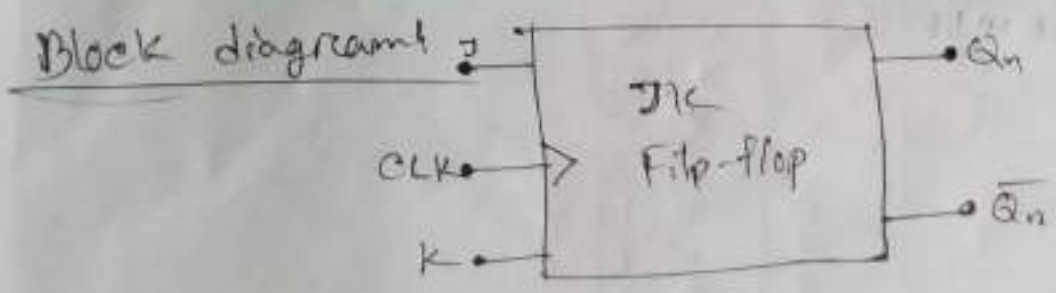 Block diagram:
J
Qn
JK
Filp-flop
CLK
K
Q̅n